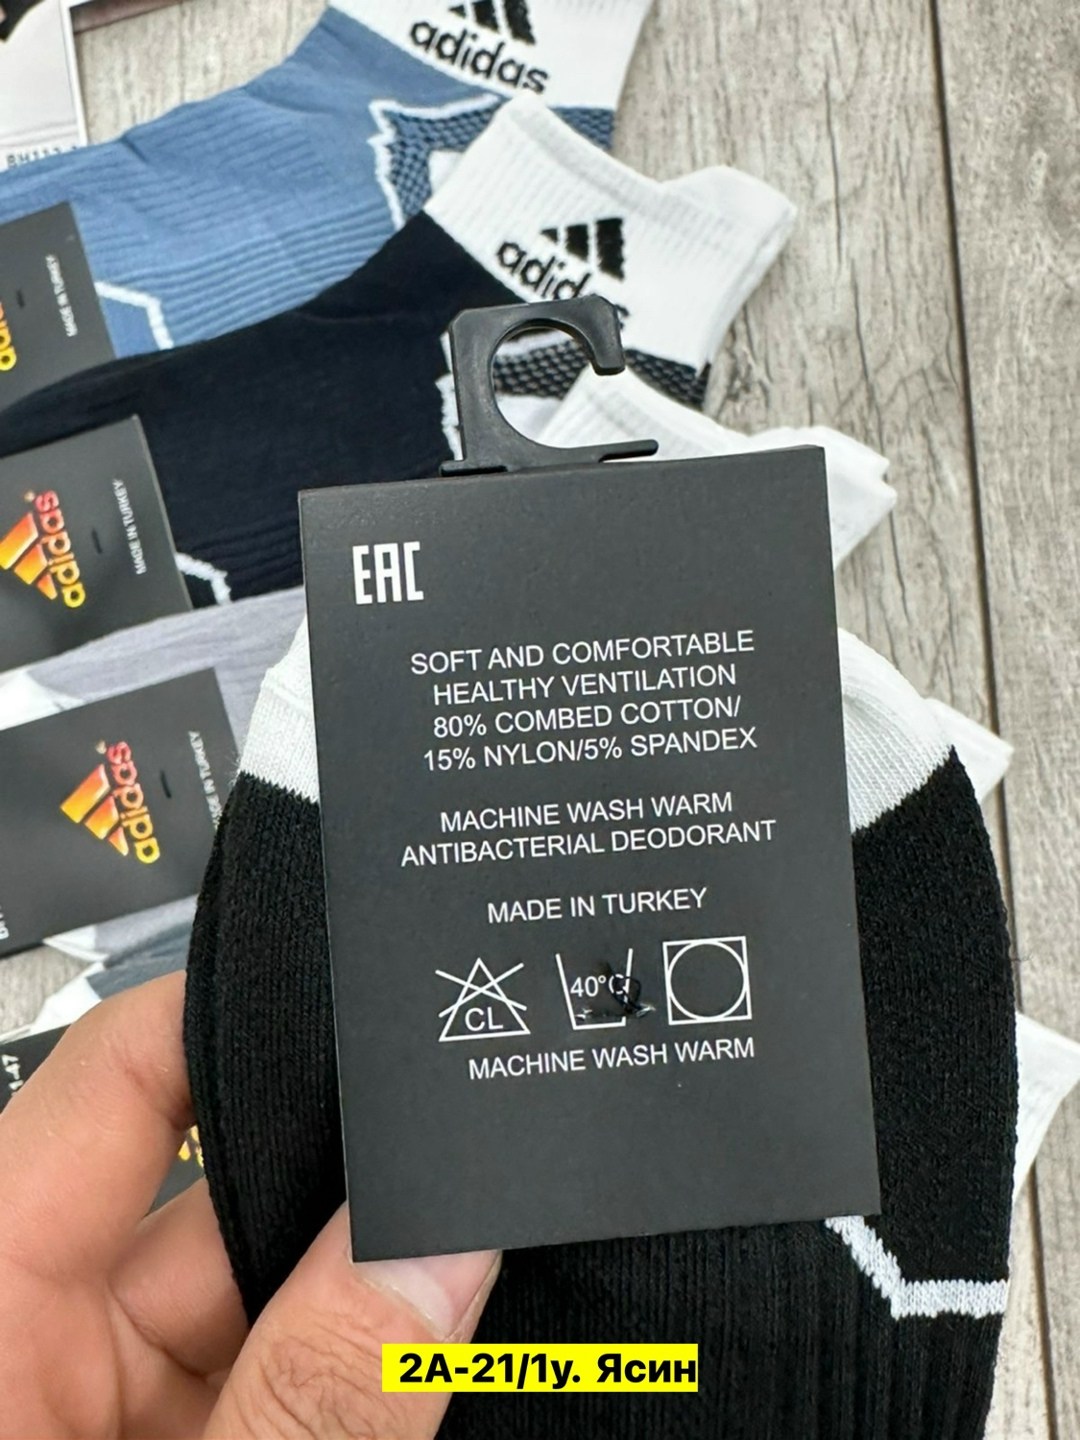 adidas
adidas
BH112-1
MADE IN TURKEY
adidas
MADE IN TURKEY
adidas
MADE IN TURKEY
EAC
SOFT AND COMFORTABLE
HEALTHY VENTILATION
80% COMBED COTTON/
15% NYLON/5% SPANDEX
MACHINE WASH WARM
ANTIBACTERIAL DEODORANT
MADE IN TURKEY
CL
40°C
MACHINE WASH WARM
2А-21/1у. Ясин